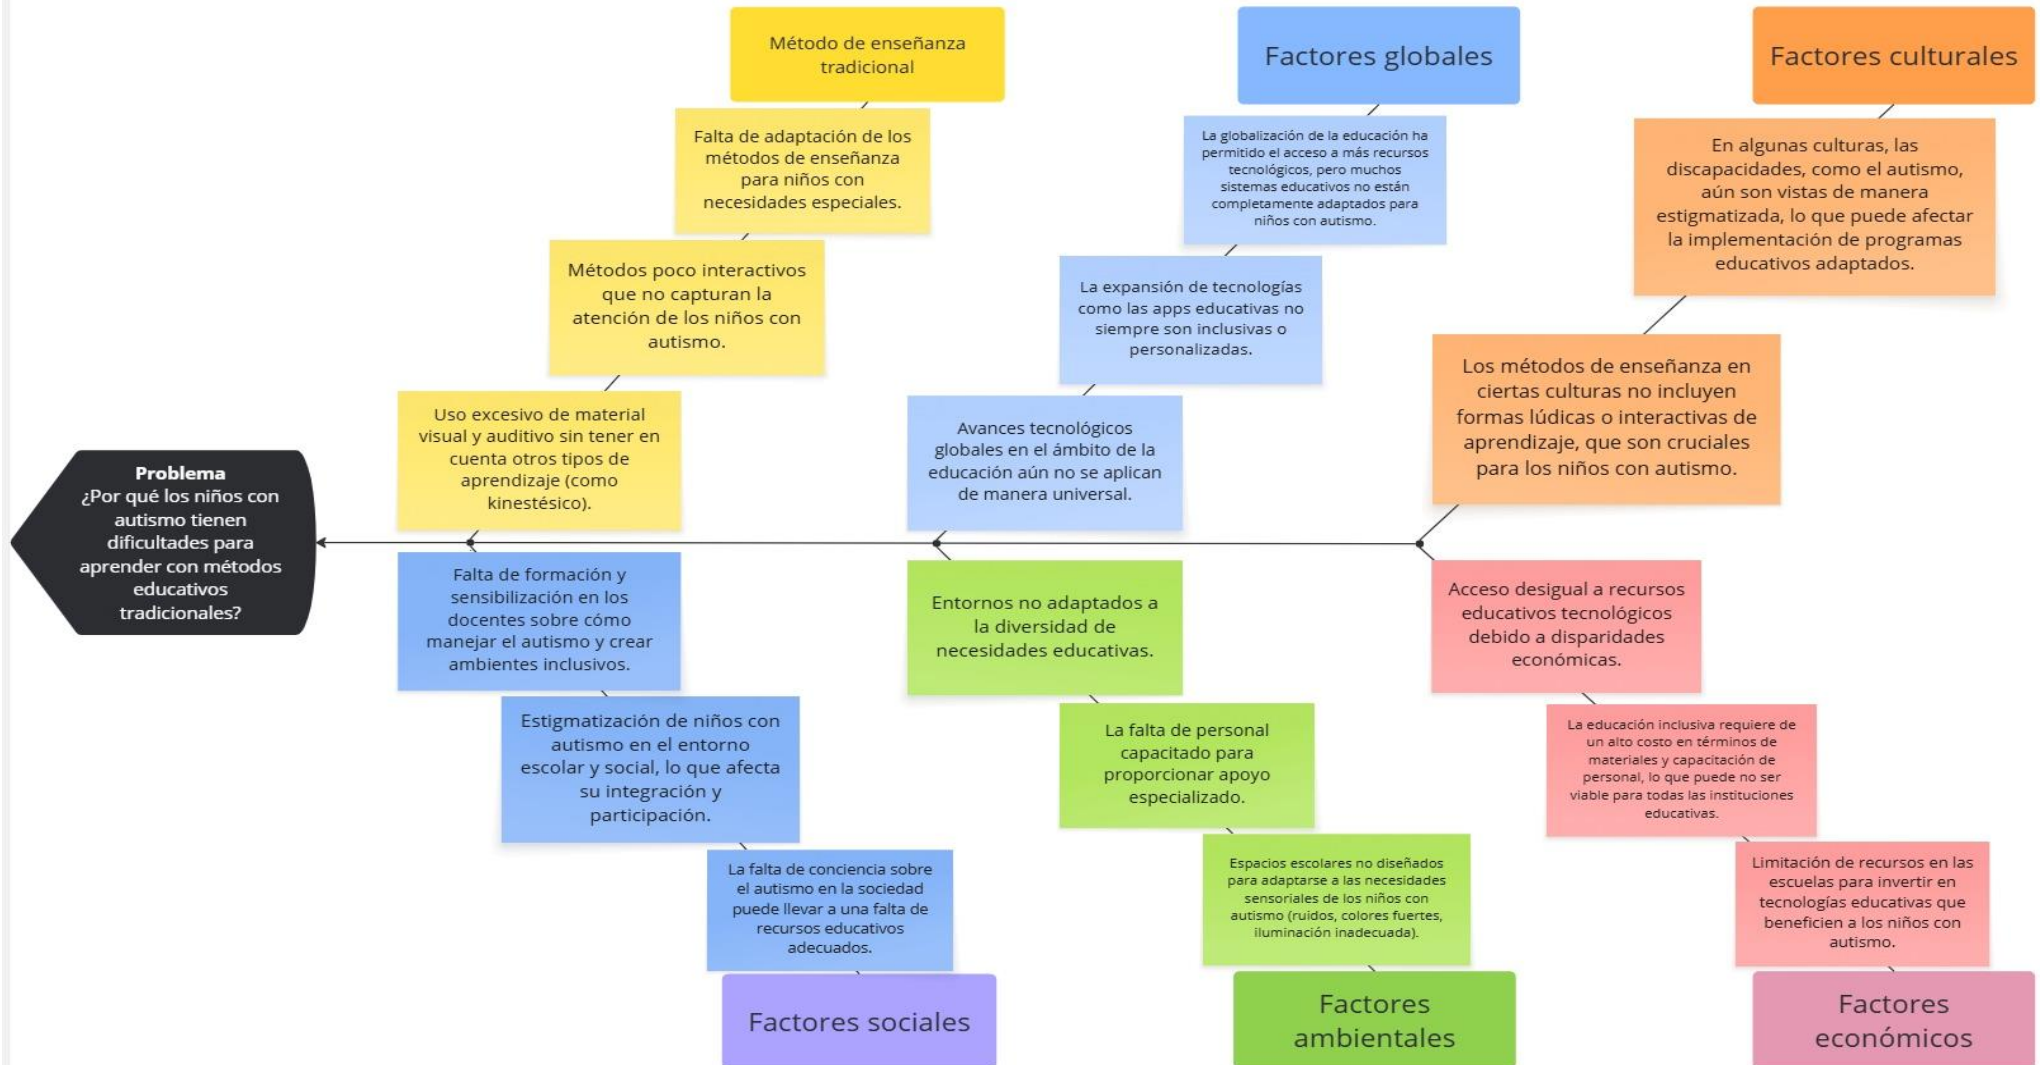 Método de enseñanza
tradicional
Falta de adaptación de los
métodos de enseñanza
para niños con
necesidades especiales.
Métodos poco interactivos
que no capturan la
atención de los niños con
autismo.
Uso excesivo de material
visual y auditivo sin tener en
cuenta otros tipos de
aprendizaje (como
kinestésico).
Factores globales
La globalización de la educación ha
permitido el acceso a más recursos
tecnológicos, pero muchos
sistemas educativos no están
completamente adaptados para
niños con autismo.
La expansión de tecnologías
como las apps educativas no
siempre son inclusivas o
personalizadas.
Avances tecnológicos
globales en el ámbito de la
educación aún no se aplican
de manera universal.
Factores culturales
En algunas culturas, las
discapacidades, como el autismo,
aún son vistas de manera
estigmatizada, lo que puede afectar
la implementación de programas
educativos adaptados.
Los métodos de enseñanza en
ciertas culturas no incluyen
formas lúdicas o interactivas de
aprendizaje, que son cruciales
para los niños con autismo.
Problema
¿Por qué los niños con
autismo tienen
dificultades para
aprender con métodos
educativos
tradicionales?
Falta de formación y
sensibilización en los
docentes sobre cómo
manejar el autismo y crear
ambientes inclusivos.
Estigmatización de niños con
autismo en el entorno
escolar y social, lo que afecta
su integración y
participación.
La falta de conciencia sobre
el autismo en la sociedad
puede llevar a una falta de
recursos educativos
adecuados.
Factores sociales
Entornos no adaptados a
la diversidad de
necesidades educativas.
La falta de personal
capacitado para
proporcionar apoyo
especializado.
Espacios escolares no diseñados
para adaptarse a las necesidades
sensoriales de los niños con
autismo (ruidos, colores fuertes,
iluminación inadecuada).
Factores
ambientales
Acceso desigual a recursos
educativos tecnológicos
debido a disparidades
económicas.
La educación inclusiva requiere de
un alto costo en términos de
materiales y capacitación de
personal, lo que puede no ser
viable para todas las instituciones
educativas.
Limitación de recursos en las
escuelas para invertir en
tecnologías educativas que
beneficien a los niños con
autismo.
Factores
económicos